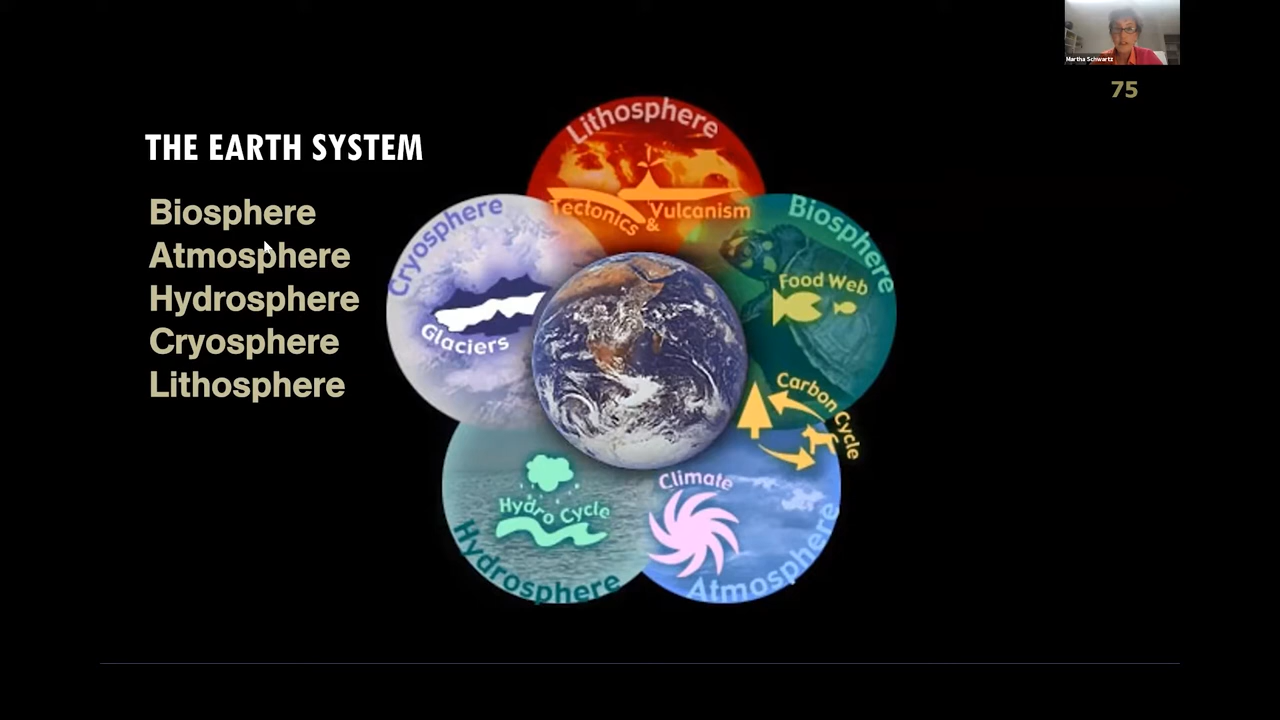 Martha Schwartz
75
THE EARTH SYSTEM
Biosphere
Atmosphere
Hydrosphere
Cryosphere
Lithosphere
Lithosphere
Tectonics & Vulcanism
Cryosphere
Glaciers
Biosphere
Food Web
Carbon Cycle
Climate
Atmosphere
Hydro Cycle
Hydrosphere